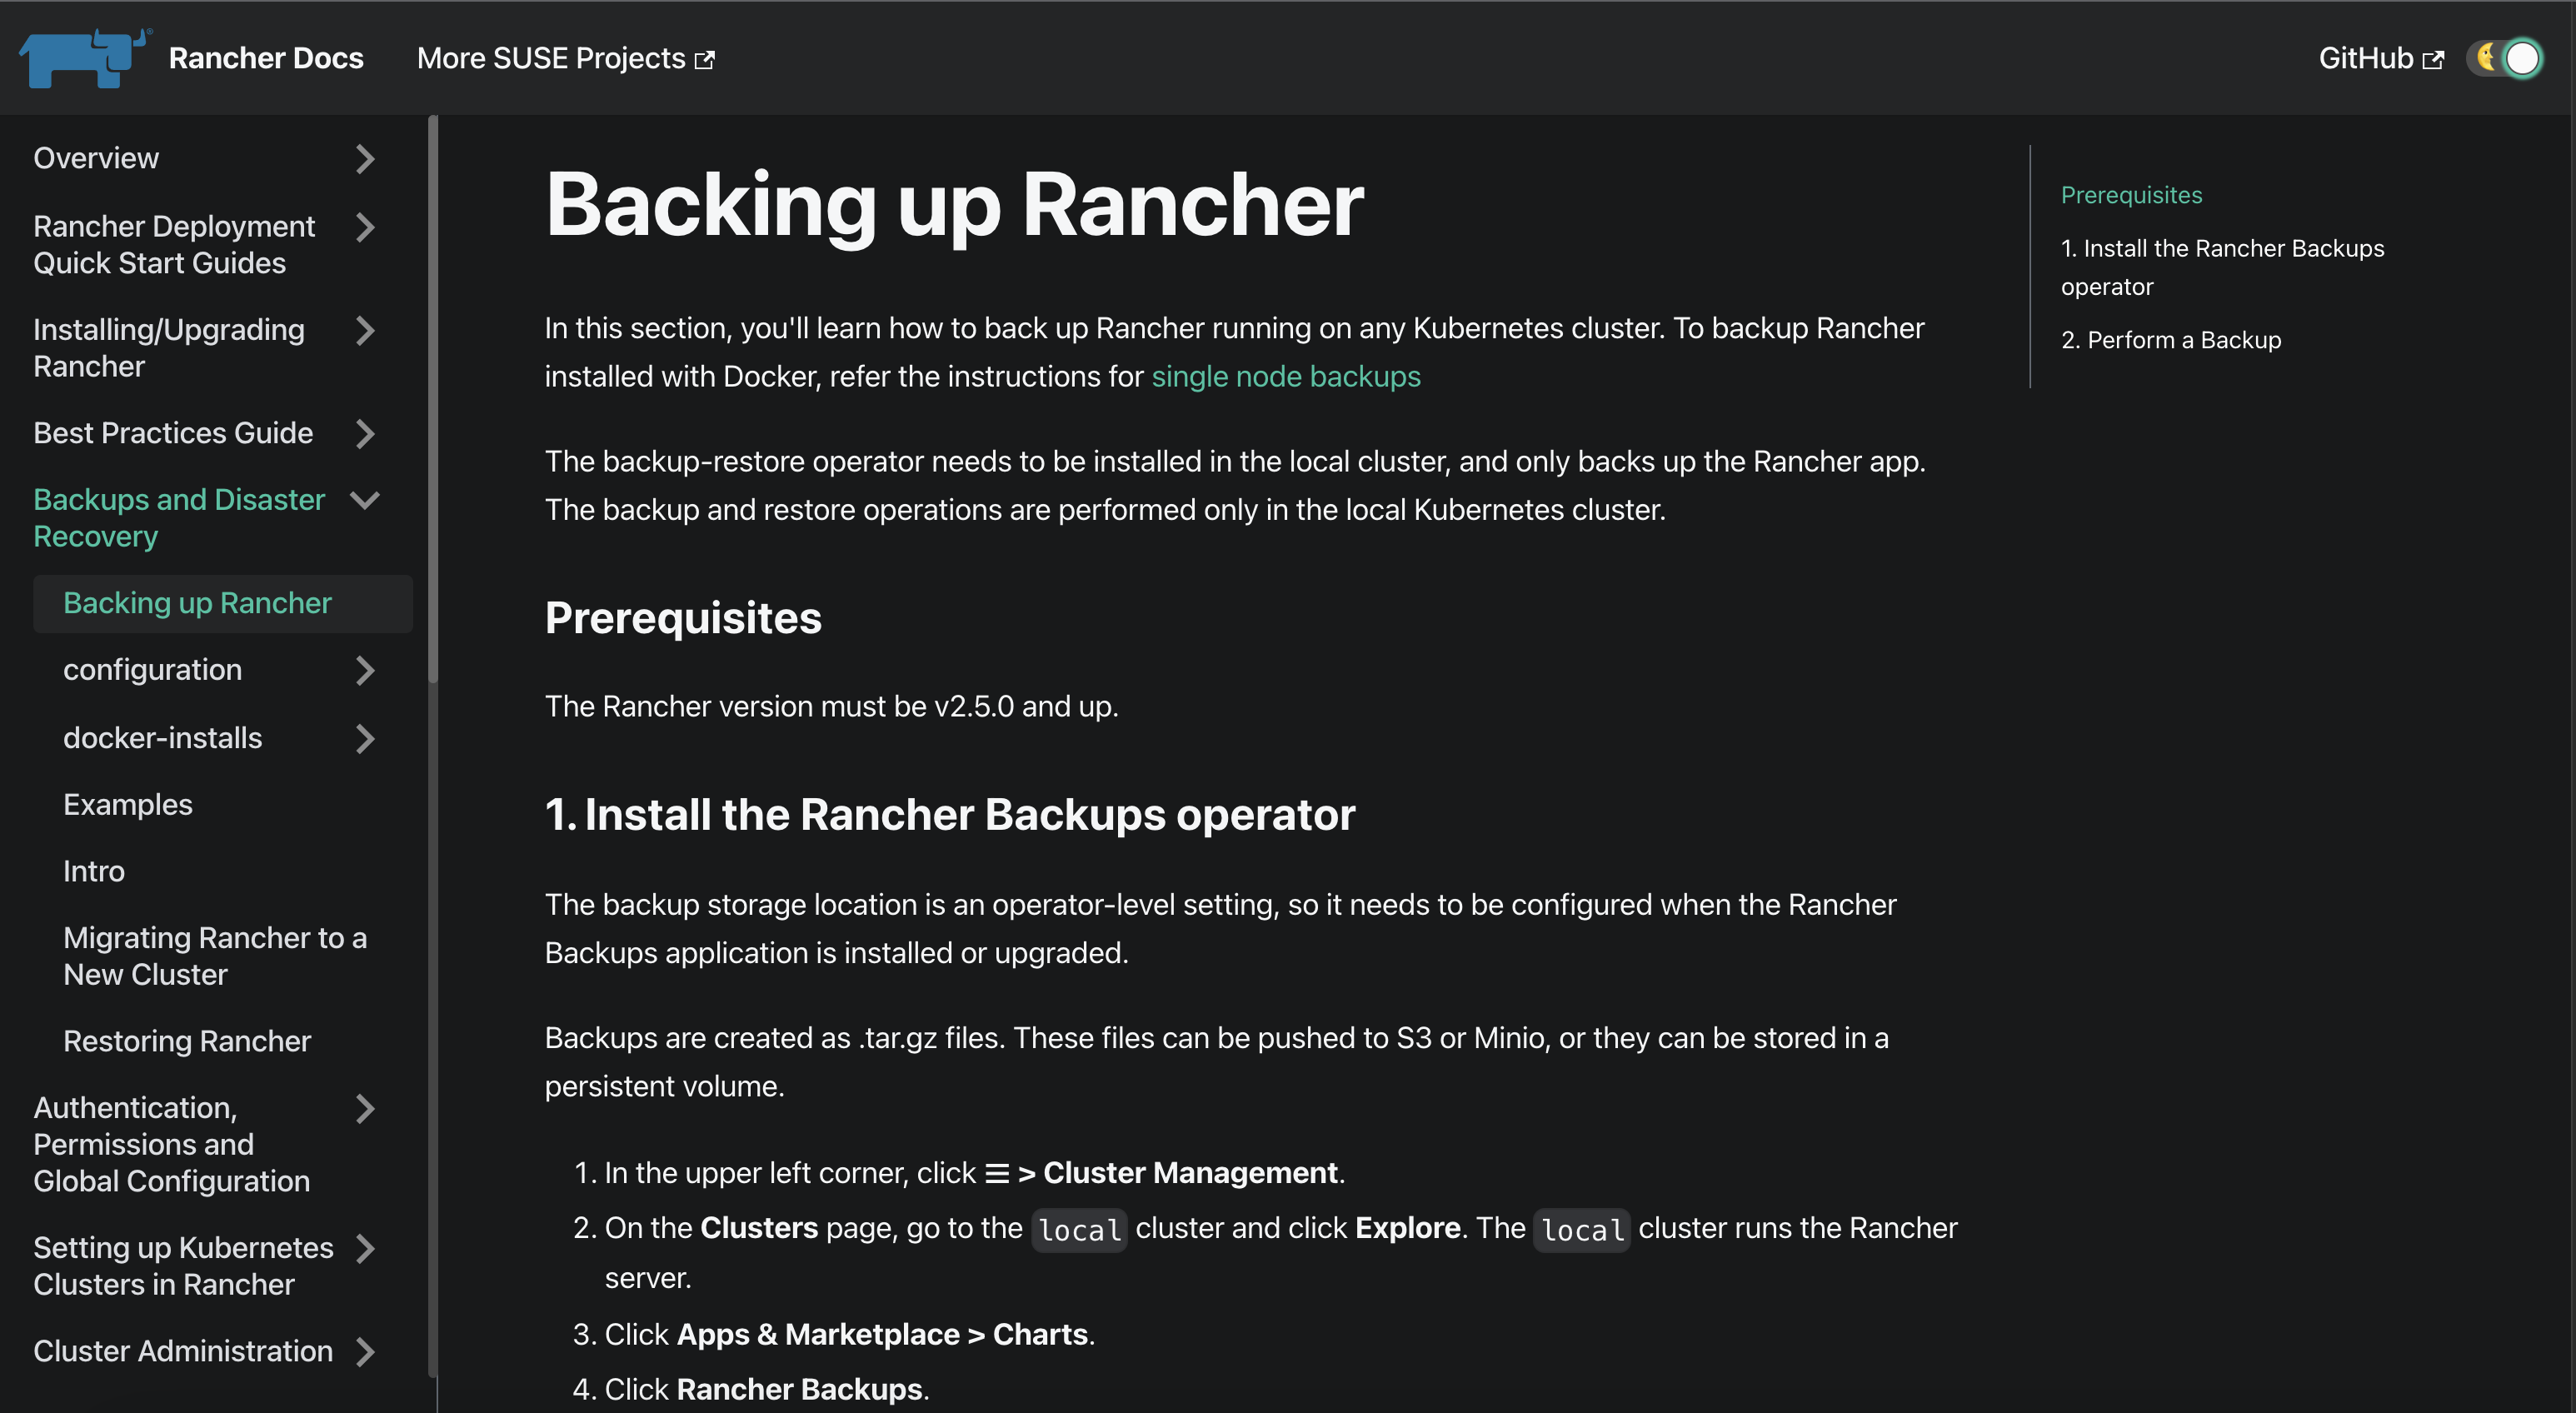 Rancher Docs
More SUSE Projects
GitHub
Overview
Rancher Deployment
Quick Start Guides
Installing/Upgrading
Rancher
Best Practices Guide
Backups and Disaster
Recovery
Backing up Rancher
configuration
docker-installs
Examples
Intro
Migrating Rancher to a
New Cluster
Restoring Rancher
Authentication,
Permissions and
Global Configuration
Setting up Kubernetes
Clusters in Rancher
Cluster Administration
Backing up Rancher
In this section, you'll learn how to back up Rancher running on any Kubernetes cluster. To backup Rancher
installed with Docker, refer the instructions for single node backups
The backup-restore operator needs to be installed in the local cluster, and only backs up the Rancher app.
The backup and restore operations are performed only in the local Kubernetes cluster.
Prerequisites
The Rancher version must be v2.5.0 and up.
1. Install the Rancher Backups operator
The backup storage location is an operator-level setting, so it needs to be configured when the Rancher
Backups application is installed or upgraded.
Backups are created as .tar.gz files. These files can be pushed to S3 or Minio, or they can be stored in a
persistent volume.
1. In the upper left corner, click ☰ > Cluster Management.
2. On the Clusters page, go to the local cluster and click Explore. The local cluster runs the Rancher
server.
3. Click Apps & Marketplace > Charts.
4. Click Rancher Backups.
Prerequisites
1. Install the Rancher Backups
operator
2. Perform a Backup